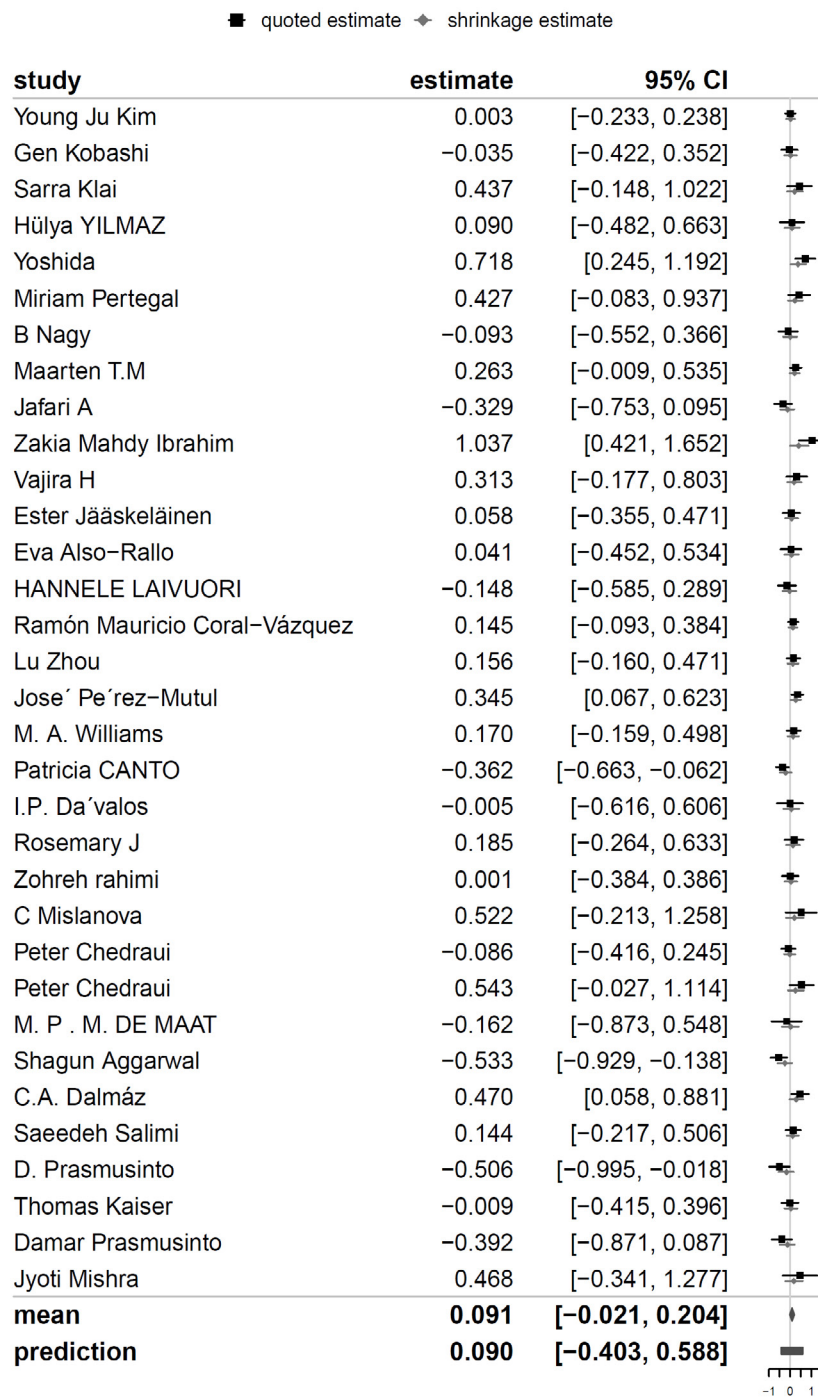 quoted estimate shrinkage estimate
study estimate 95% CI
Young Ju Kim 0.003 [−0.233, 0.238]
Gen Kobashi −0.035 [−0.422, 0.352]
Sarra Klai 0.437 [−0.148, 1.022]
Hülya YILMAZ 0.090 [−0.482, 0.663]
Yoshida 0.718 [0.245, 1.192]
Miriam Pertegal 0.427 [−0.083, 0.937]
B Nagy −0.093 [−0.552, 0.366]
Maarten T.M 0.263 [−0.009, 0.535]
Jafari A −0.329 [−0.753, 0.095]
Zakia Mahdy Ibrahim 1.037 [0.421, 1.652]
Vajira H 0.313 [−0.177, 0.803]
Ester Jääskeläinen 0.058 [−0.355, 0.471]
Eva Also−Rallo 0.041 [−0.452, 0.534]
HANNELE LAIVUORI −0.148 [−0.585, 0.289]
Ramón Mauricio Coral−Vázquez 0.145 [−0.093, 0.384]
Lu Zhou 0.156 [−0.160, 0.471]
Jose´ Pe´rez−Mutul 0.345 [0.067, 0.623]
M. A. Williams 0.170 [−0.159, 0.498]
Patricia CANTO −0.362 [−0.663, −0.062]
I.P. Da´valos −0.005 [−0.616, 0.606]
Rosemary J 0.185 [−0.264, 0.633]
Zohreh rahimi 0.001 [−0.384, 0.386]
C Mislanova 0.522 [−0.213, 1.258]
Peter Chedraui −0.086 [−0.416, 0.245]
Peter Chedraui 0.543 [−0.027, 1.114]
M. P . M. DE MAAT −0.162 [−0.873, 0.548]
Shagun Aggarwal −0.533 [−0.929, −0.138]
C.A. Dalmáz 0.470 [0.058, 0.881]
Saeedeh Salimi 0.144 [−0.217, 0.506]
D. Prasmusinto −0.506 [−0.995, −0.018]
Thomas Kaiser −0.009 [−0.415, 0.396]
Damar Prasmusinto −0.392 [−0.871, 0.087]
Jyoti Mishra 0.468 [−0.341, 1.277]
mean 0.091 [−0.021, 0.204]
prediction 0.090 [−0.403, 0.588]
−1 0 1